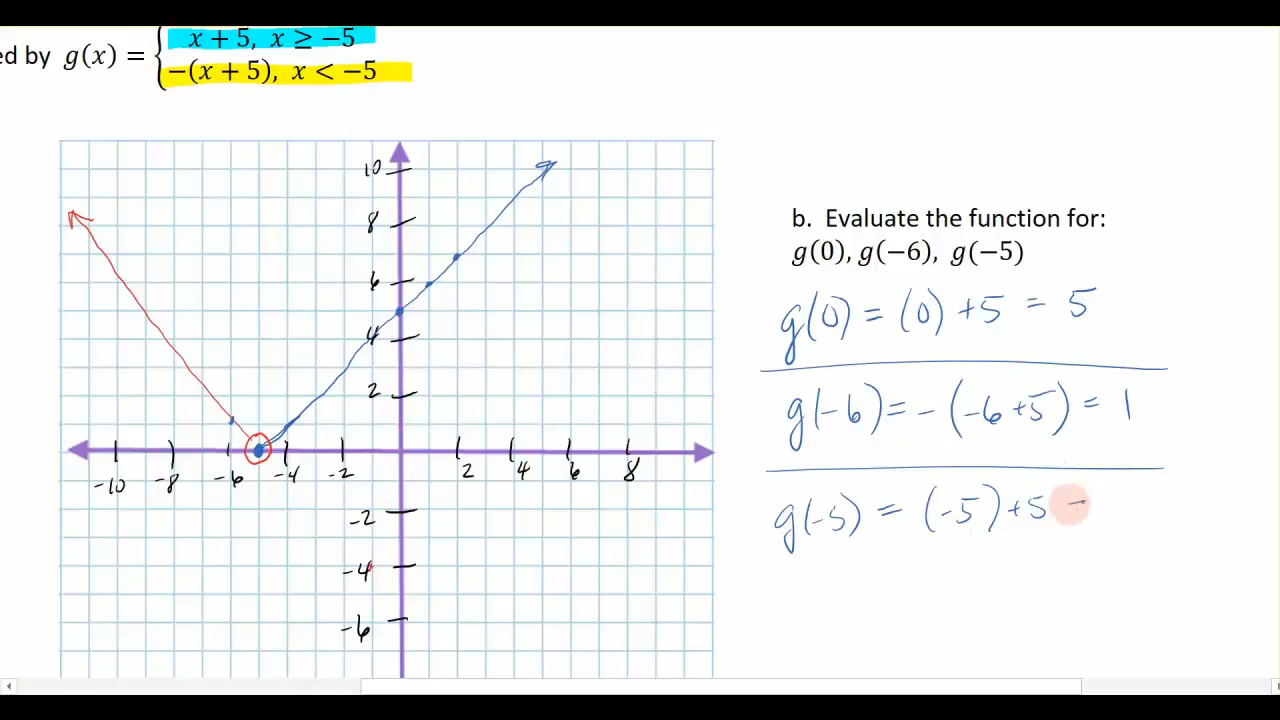 ed by g(x) = { x + 5, x ≥ −5
−(x + 5), x < −5
b. Evaluate the function for:
g(0), g(−6), g(−5)
g(0) = (0) + 5 = 5
g(-6) = -(-6 + 5) = 1
g(-5) = (-5) + 5 -
10
8
6
4
2
-10 -8 -6 -4 -2 2 4 6 8
-2
-4
-6